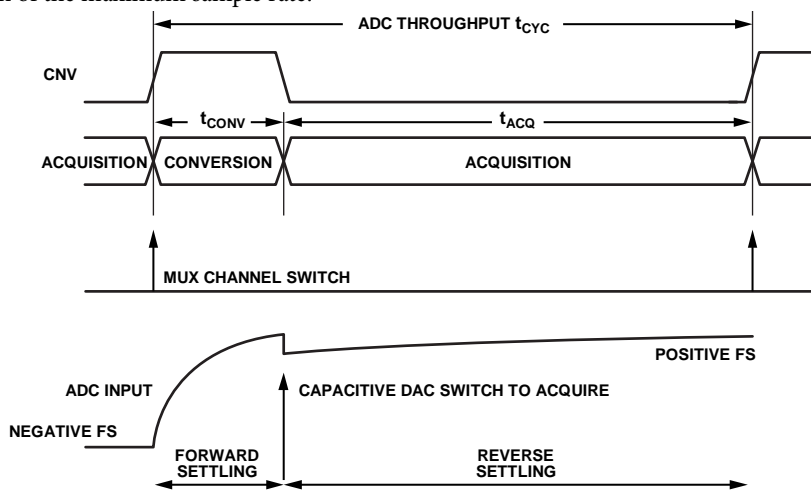 ADC THROUGHPUT tCYC
CNV
tCONV
tACQ
ACQUISITION
CONVERSION
ACQUISITION
MUX CHANNEL SWITCH
POSITIVE FS
ADC INPUT
CAPACITIVE DAC SWITCH TO ACQUIRE
NEGATIVE FS
FORWARD
SETTLING
REVERSE
SETTLING